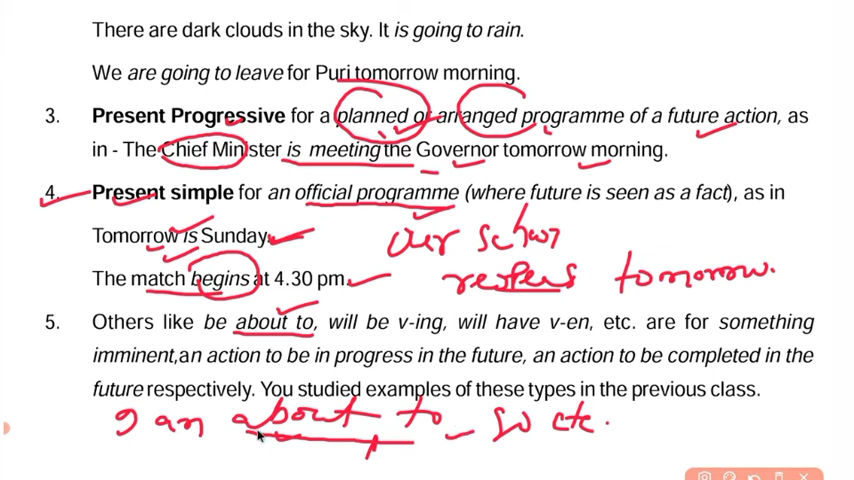 There are dark clouds in the sky. It is going to rain.
We are going to leave for Puri tomorrow morning.
3. Present Progressive for a planned or arranged programme of a future action, as
in - The Chief Minister is meeting the Governor tomorrow morning.
4. Present simple for an official programme (where future is seen as a fact), as in
Tomorrow is Sunday. our school
The match begins at 4.30 pm. reopens tomorrow.
5. Others like be about to, will be v-ing, will have v-en, etc. are for something
imminent,an action to be in progress in the future, an action to be completed in the
future respectively. You studied examples of these types in the previous class.
I am about to go etc.